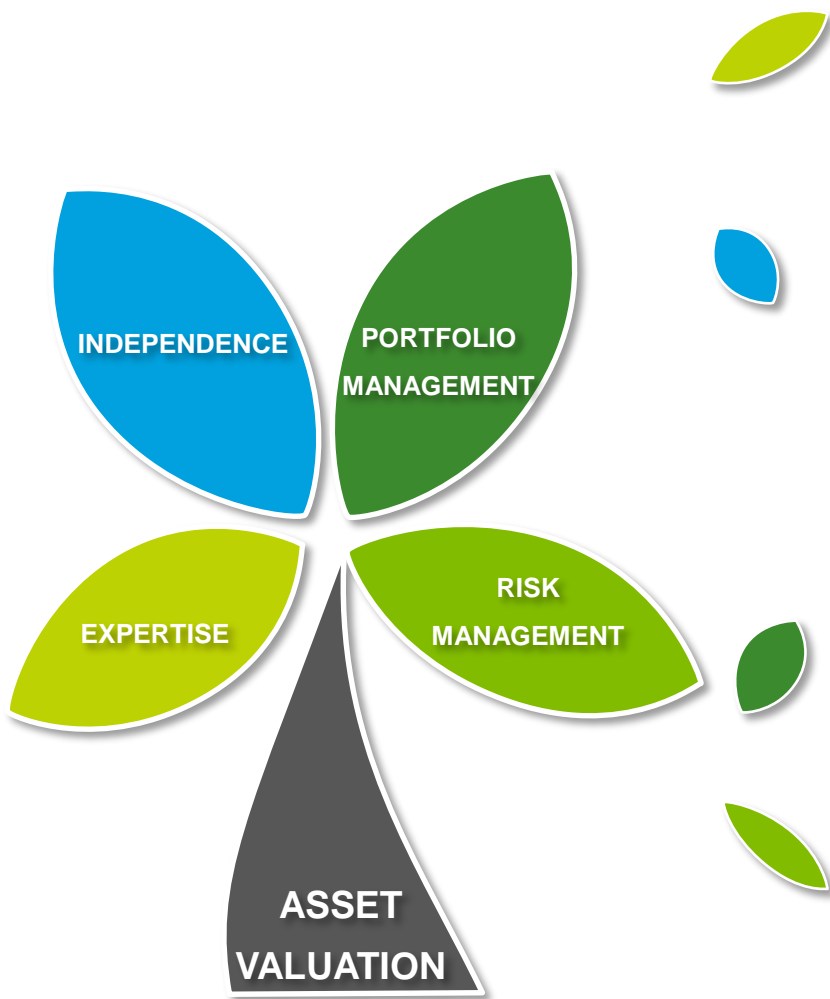 INDEPENDENCE
PORTFOLIO
MANAGEMENT
EXPERTISE
RISK
MANAGEMENT
ASSET
VALUATION